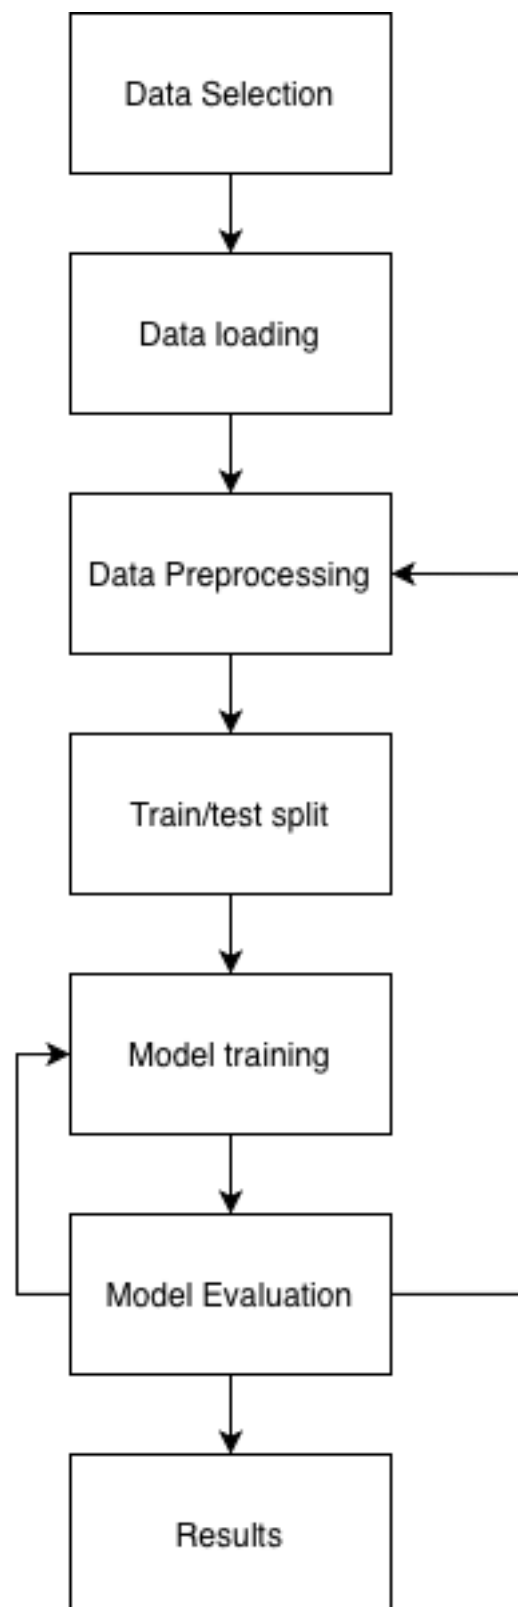 Data Selection
Data loading
Data Preprocessing
Train/test split
Model training
Model Evaluation
Results